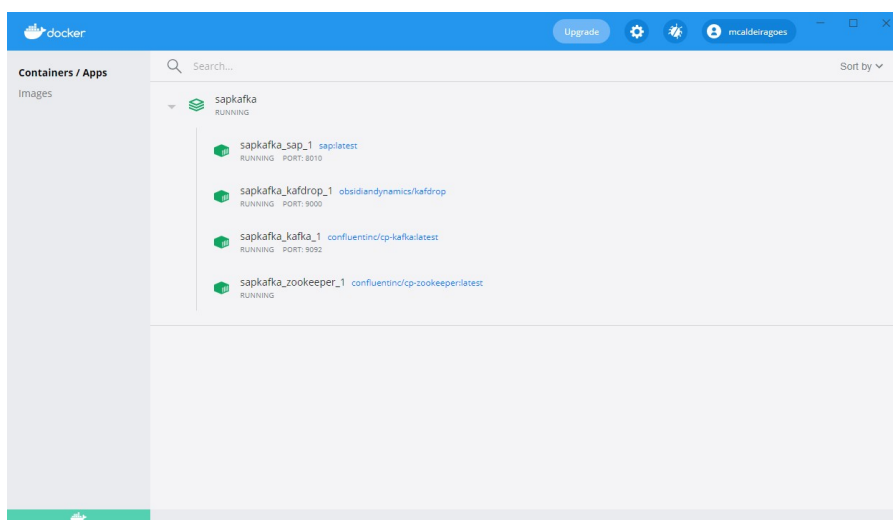 docker
Upgrade
mcaldeiragoes
Containers / Apps
Images
Search...
Sort by
sapkafka
RUNNING
sapkafka_sap_1 sap:latest
RUNNING PORT: 8010
sapkafka_kafdrop_1 obsidiandynamics/kafdrop
RUNNING PORT: 9000
sapkafka_kafka_1 confluentinc/cp-kafka:latest
RUNNING PORT: 9092
sapkafka_zookeeper_1 confluentinc/cp-zookeeper:latest
RUNNING